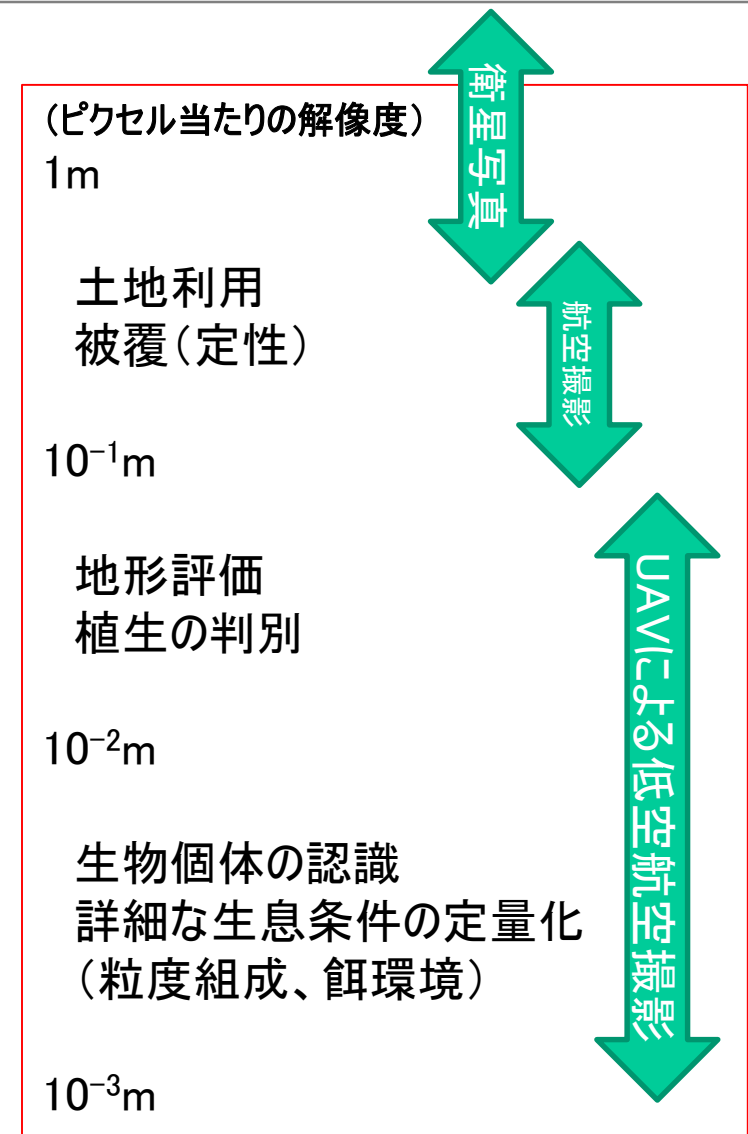 (ピクセル当たりの解像度)
1m
衛星写真
土地利用
被覆(定性)
航空撮影
10⁻¹m
地形評価
植生の判別
UAVによる低空航空撮影
10⁻²m
生物個体の認識
詳細な生息条件の定量化
(粒度組成、餌環境)
10⁻³m